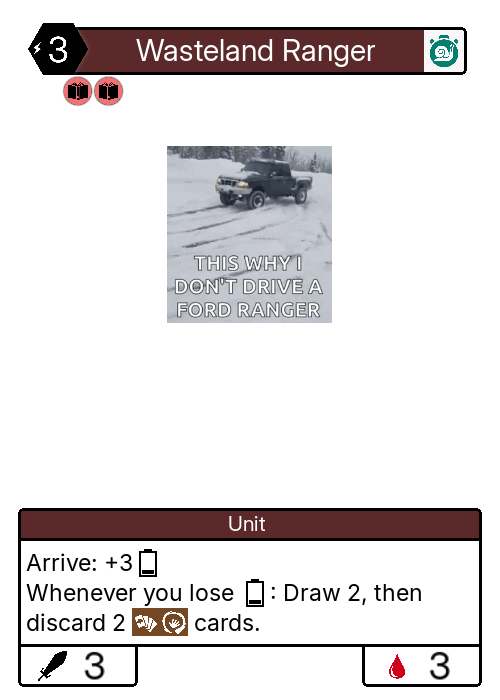 3
Wasteland Ranger
THIS WHY I
DON'T DRIVE A
FORD RANGER
Unit
Arrive: +3
Whenever you lose : Draw 2, then
discard 2 cards.
3
3